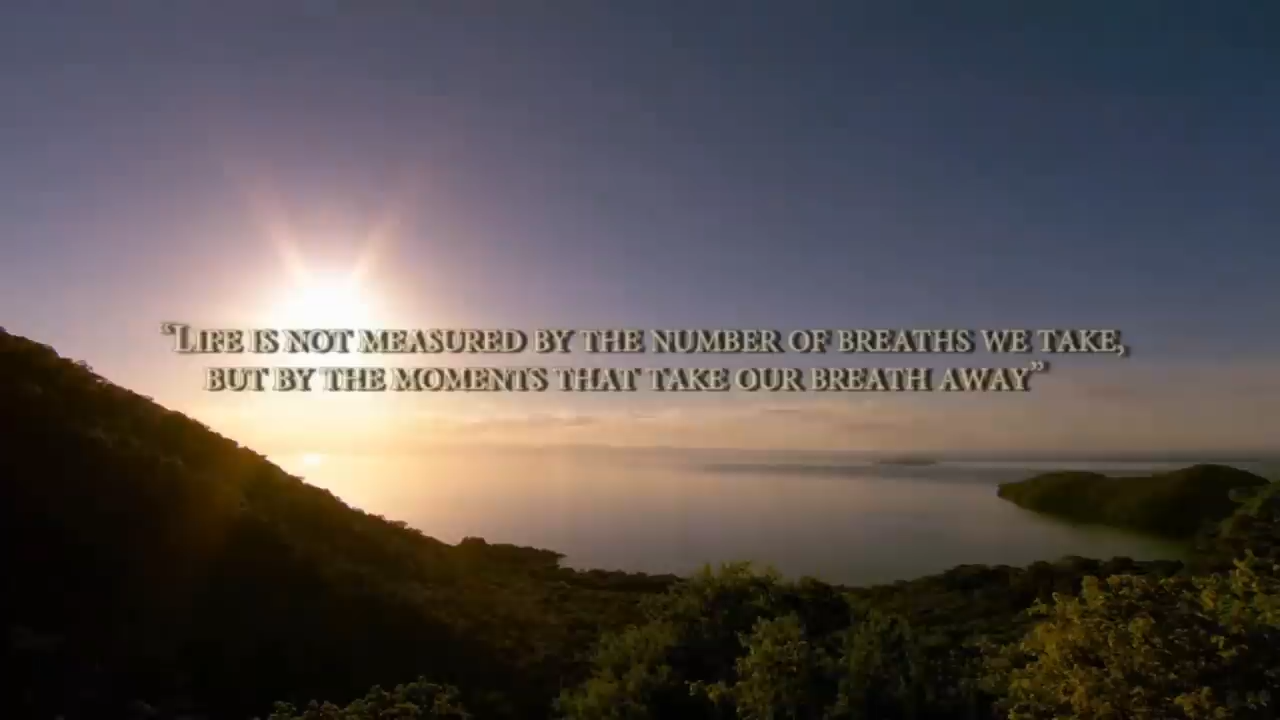 “Life is not measured by the number of breaths we take,
but by the moments that take our breath away”